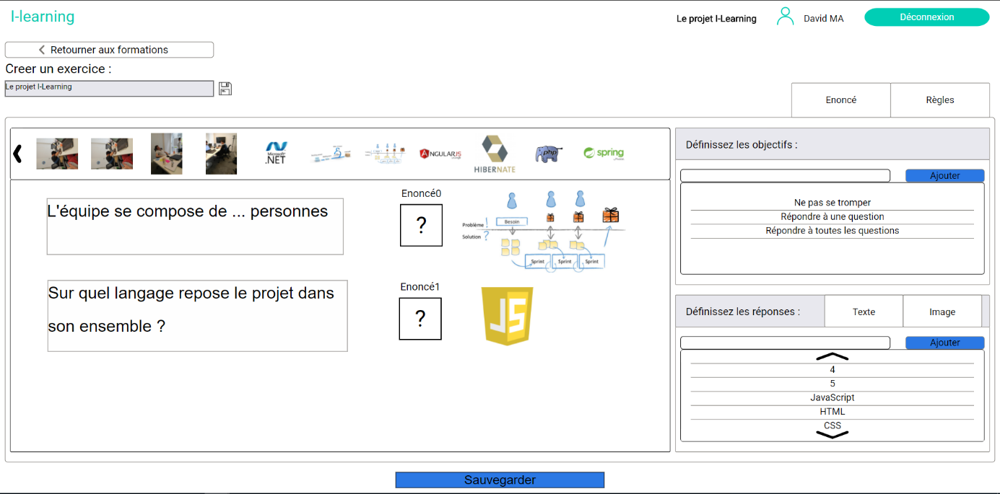 I-learning
Le projet I-Learning
David MA
Déconnexion
Retourner aux formations
Creer un exercice :
Le projet I-Learning
Enoncé
Règles
Microsoft
.NET
ANGULARJS
HIBERNATE
php
spring
Définissez les objectifs :
Ajouter
Ne pas se tromper
Répondre à une question
Répondre à toutes les questions
L'équipe se compose de ... personnes
Enoncé0
?
Problème !
Solution ?
Besoin
Sprint
Sprint
Sprint
Sur quel langage repose le projet dans
son ensemble ?
Enoncé1
?
JS
Définissez les réponses :
Texte
Image
Ajouter
4
5
JavaScript
HTML
CSS
Sauvegarder